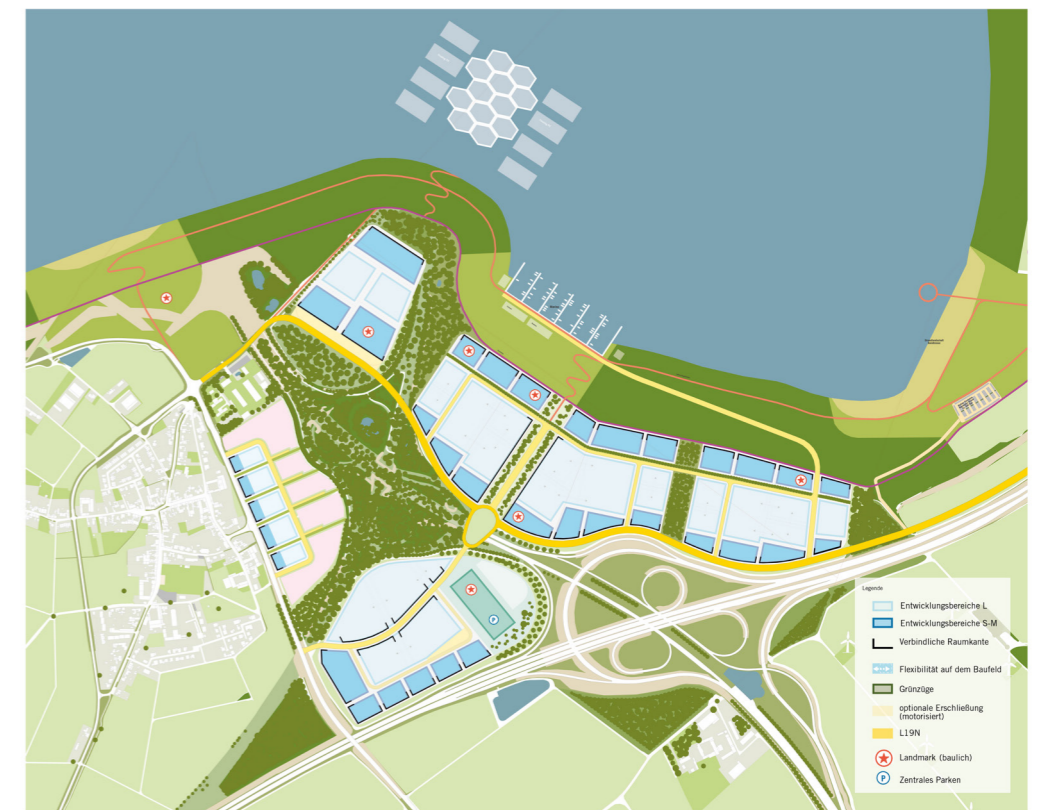 Legende
Entwicklungsbereiche L
Entwicklungsbereiche S-M
Verbindliche Raumkante
Flexibilität auf dem Baufeld
Grünzüge
optionale Erschließung
(motorisiert)
L19N
Landmark (baulich)
P Zentrales Parken
P